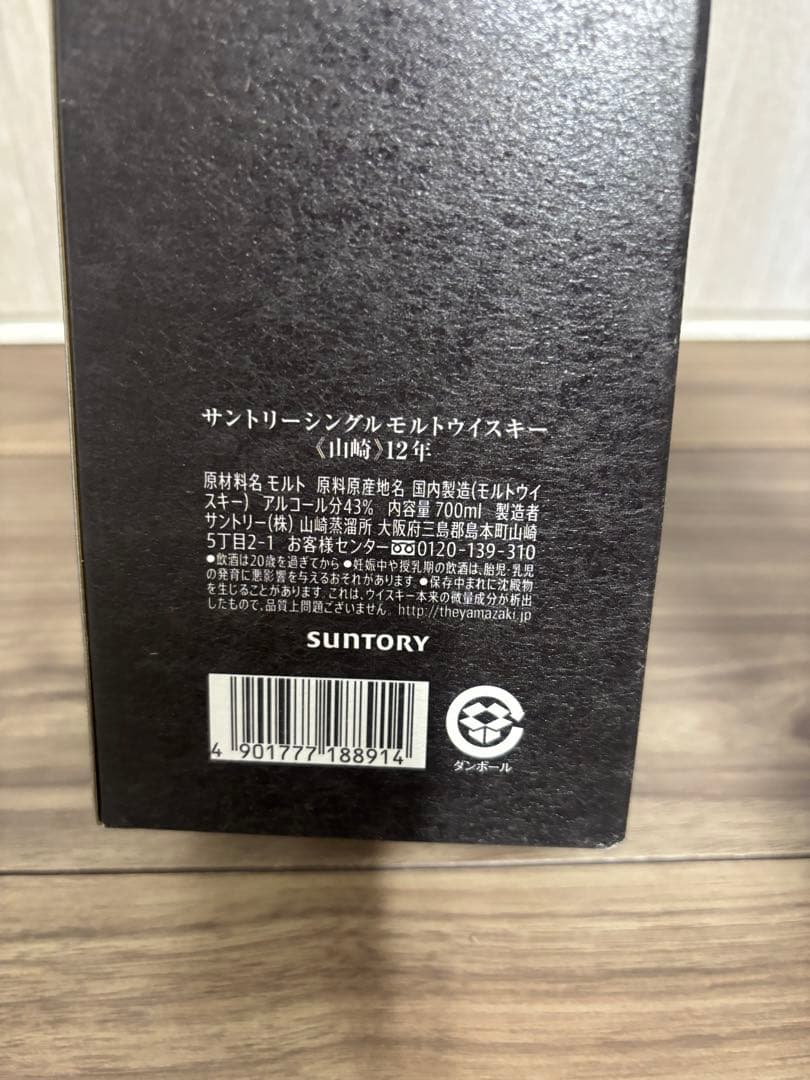 サントリーシングルモルトウイスキー
《山崎》12年
原材料名 モルト 原料原産地名 国内製造(モルトウイ
スキー) アルコール分43% 内容量 700ml 製造者
サントリー(株) 山崎蒸溜所 大阪府三島郡島本町山崎
5丁目2-1 お客様センター 0120-139-310
●飲酒は20歳を過ぎてから ●妊娠中や授乳期の飲酒は、胎児・乳児
の発育に悪影響を与えるおそれがあります。●保存中まれに沈殿物
を生じることがあります。これは、ウイスキー本来の微量成分が析出
したもので、品質上問題ございません。http://theyamazaki.jp
SUNTORY
4 901777 188914
ダンボール